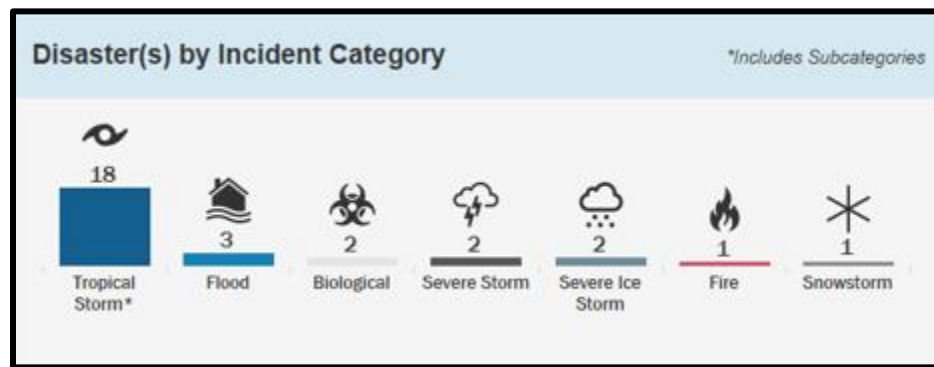 Disaster(s) by Incident Category
*Includes Subcategories
18
3
2
2
2
1
1
Tropical
Storm*
Flood
Biological
Severe Storm
Severe Ice
Storm
Fire
Snowstorm